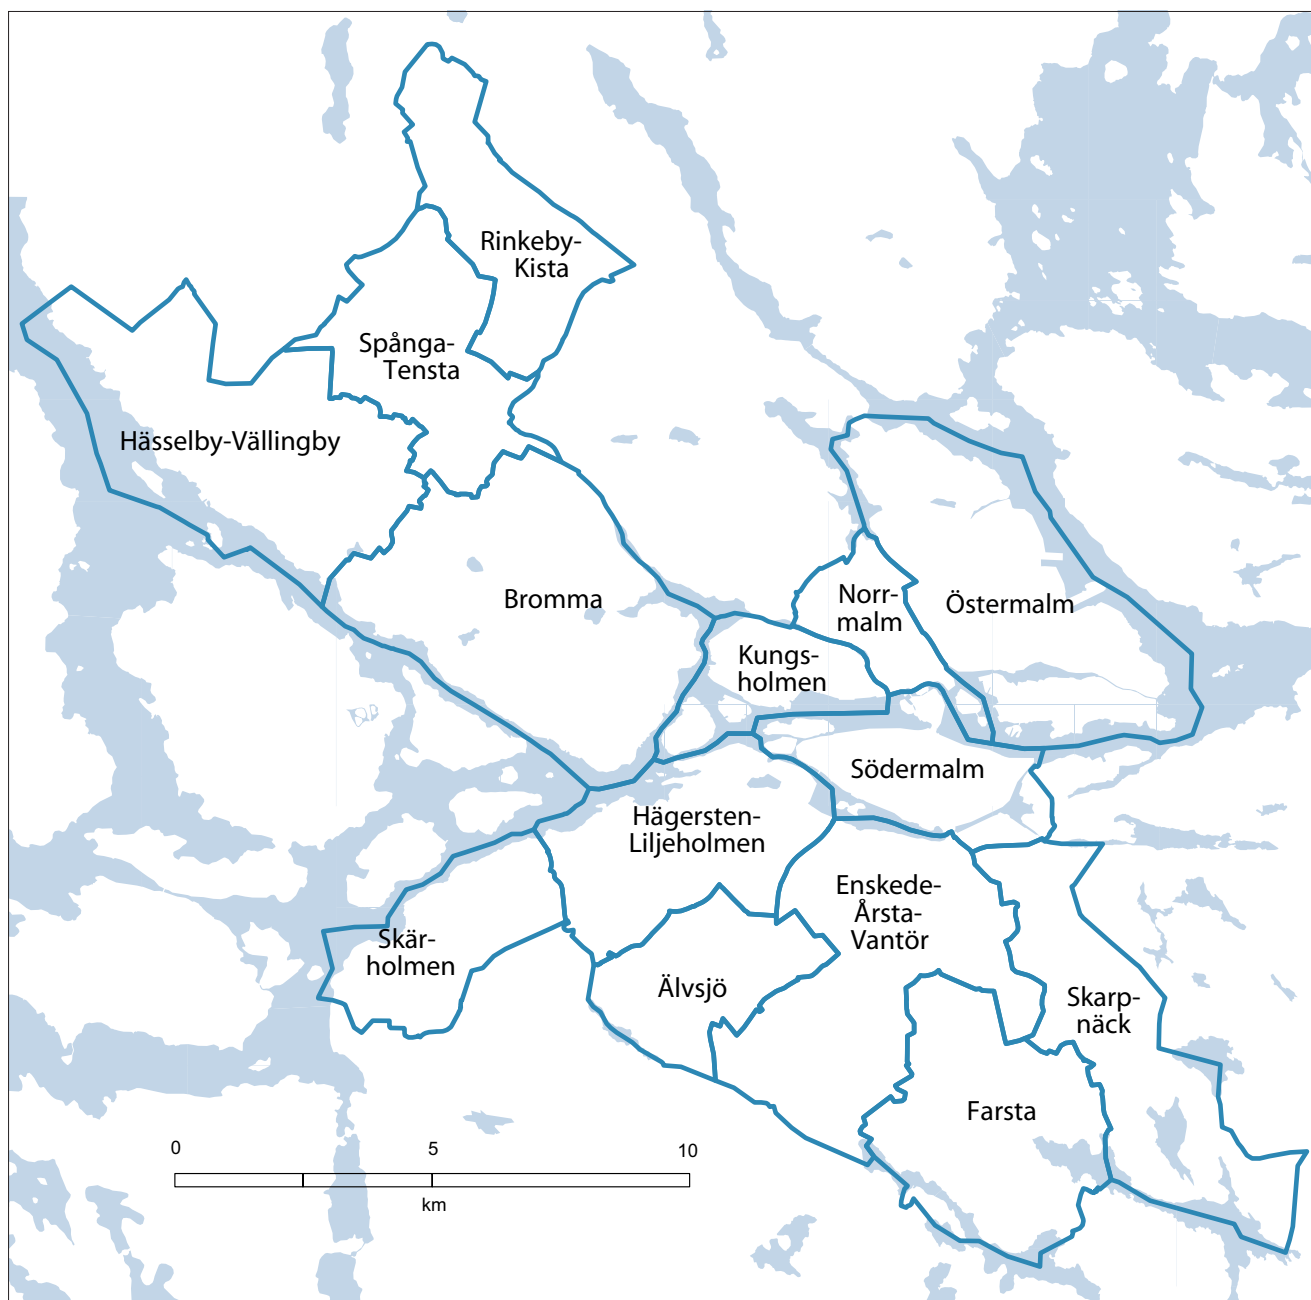 Rinkeby-
Kista
Spånga-
Tensta
Hässelby-Vällingby
Bromma
Norr-
malm
Östermalm
Kungs-
holmen
Södermalm
Hägersten-
Liljeholmen
Enskede-
Årsta-
Vantör
Skär-
holmen
Älvsjö
Skarp-
näck
Farsta
0 5 10
km